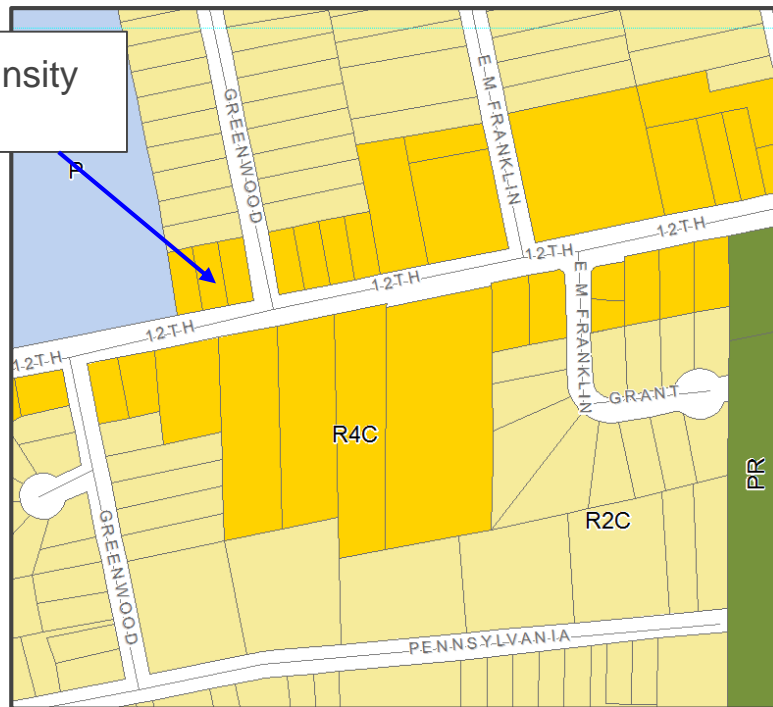 nsity
P
GREENWOOD
E M FRANKLIN
12TH
12TH
12TH
12TH
12TH
E M FRANKLIN
GRANT
R4C
PR
R2C
GREENWOOD
PENNSYLVANIA